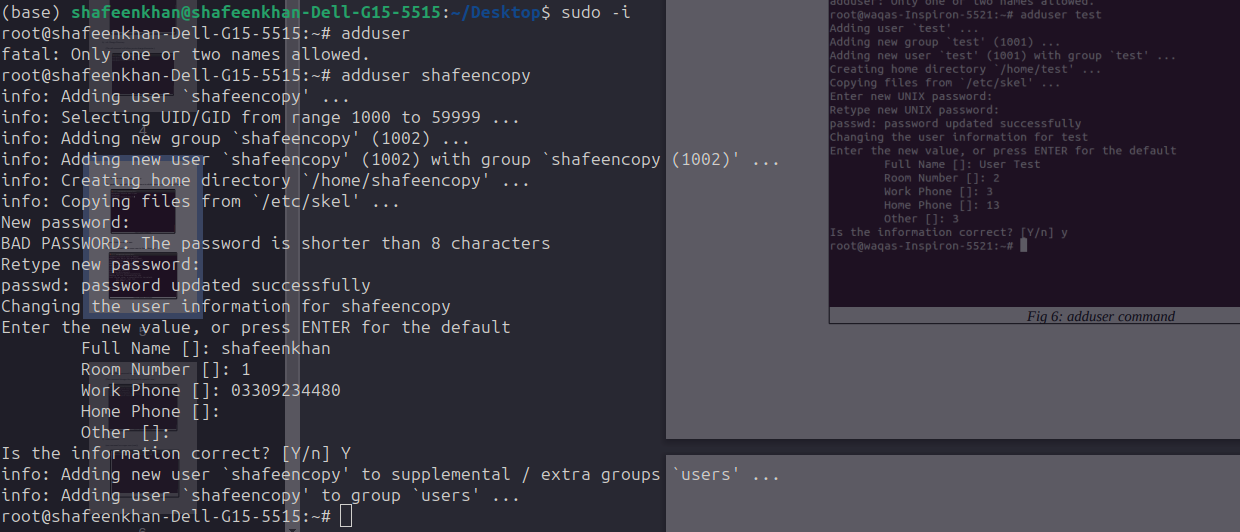 (base) shafeenkhan@shafeenkhan-Dell-G15-5515:~/Desktop$ sudo -i
root@shafeenkhan-Dell-G15-5515:~# adduser
fatal: Only one or two names allowed.
root@shafeenkhan-Dell-G15-5515:~# adduser shafeencopy
info: Adding user `shafeencopy' ...
info: Selecting UID/GID from range 1000 to 59999 ...
info: Adding new group `shafeencopy' (1002) ...
info: Adding new user `shafeencopy' (1002) with group `shafeencopy (1002)' ...
info: Creating home directory `/home/shafeencopy' ...
info: Copying files from `/etc/skel' ...
New password:
BAD PASSWORD: The password is shorter than 8 characters
Retype new password:
passwd: password updated successfully
Changing the user information for shafeencopy
Enter the new value, or press ENTER for the default
Full Name []: shafeenkhan
Room Number []: 1
Work Phone []: 03309234480
Home Phone []:
Other []:
Is the information correct? [Y/n] Y
info: Adding new user `shafeencopy' to supplemental / extra groups `users' ...
info: Adding user `shafeencopy' to group `users' ...
root@shafeenkhan-Dell-G15-5515:~#
adduser: Only one or two names allowed.
root@waqas-Inspiron-5521:~# adduser test
Adding user `test' ...
Adding new group `test' (1001) ...
Adding new user `test' (1001) with group `test' ...
Creating home directory `/home/test' ...
Copying files from `/etc/skel' ...
Enter new UNIX password:
Retype new UNIX password:
passwd: password updated successfully
Changing the user information for test
Enter the new value, or press ENTER for the default
Full Name []: User Test
Room Number []: 2
Work Phone []: 3
Home Phone []: 13
Other []: 3
Is the information correct? [Y/n] y
root@waqas-Inspiron-5521:~#
Fig 6: adduser command
4
5